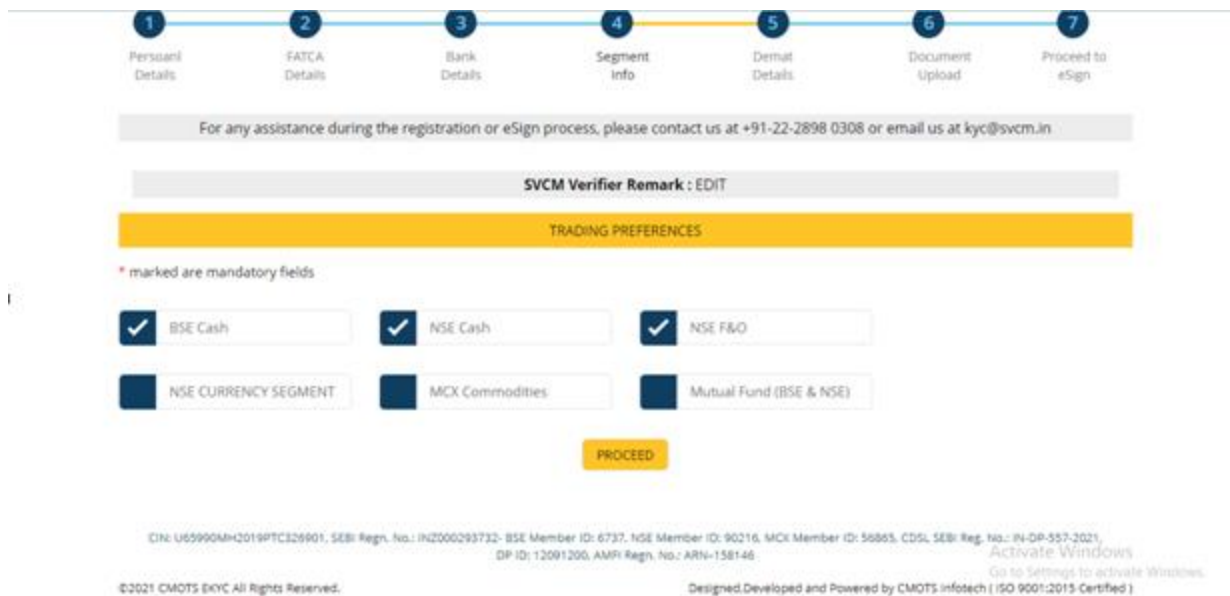 1 2 3 4 5 6 7
Persoanl Details
FATCA Details
Bank Details
Segment Info
Demat Details
Document Upload
Proceed to eSign
For any assistance during the registration or eSign process, please contact us at +91-22-2898 0308 or email us at kyc@svcm.in
SVCM Verifier Remark : EDIT
TRADING PREFERENCES
* marked are mandatory fields
BSE Cash
NSE Cash
NSE F&O
NSE CURRENCY SEGMENT
MCX Commodities
Mutual Fund (BSE & NSE)
PROCEED
CIN: U65990MH2019PTC326901, SEBI Regn. No.: INZ000293732- BSE Member ID: 6737, NSE Member ID: 90216, MCX Member ID: 56865, CDSL SEBI Reg. No.: IN-DP-557-2021,
DP ID: 12091200, AMFI Regn. No.: ARN-158146
Activate Windows
Go to Settings to activate Windows.
©2021 CMOTS EKYC All Rights Reserved.
Designed,Developed and Powered by CMOTS Infotech ( ISO 9001:2015 Certified )